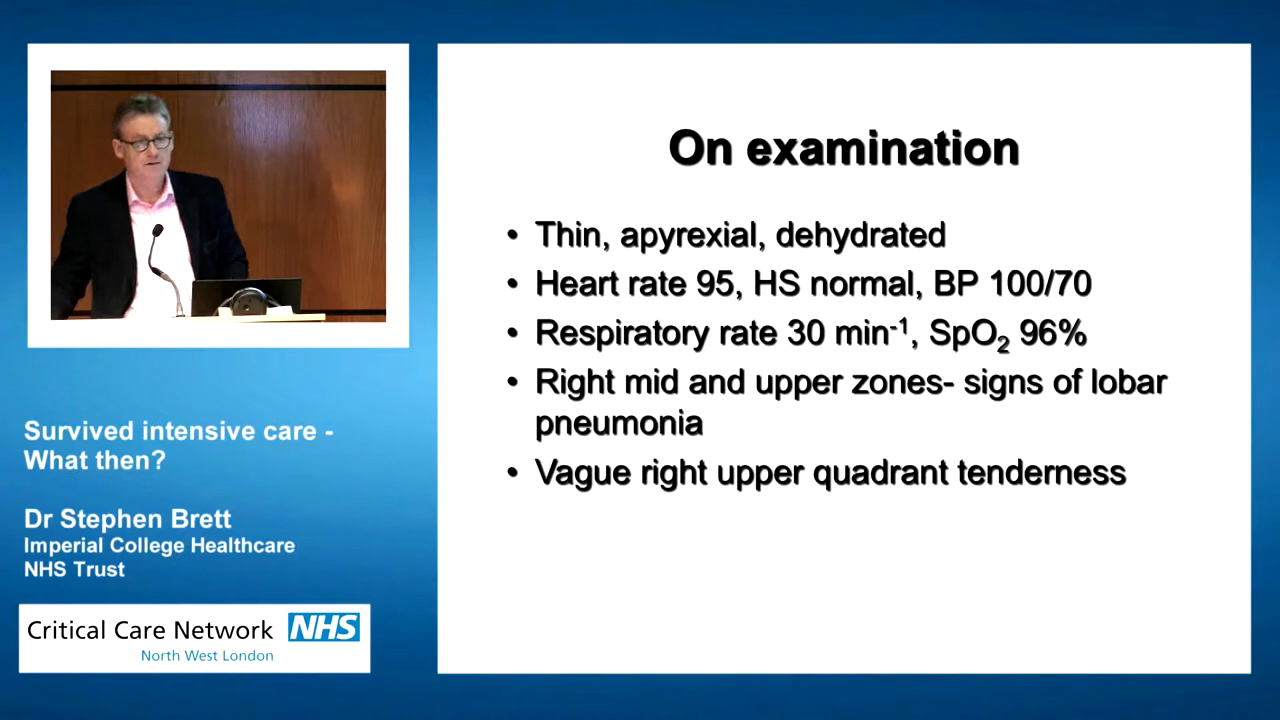 On examination
• Thin, apyrexial, dehydrated
• Heart rate 95, HS normal, BP 100/70
• Respiratory rate 30 min⁻¹, SpO₂ 96%
• Right mid and upper zones- signs of lobar
pneumonia
• Vague right upper quadrant tenderness
Survived intensive care -
What then?
Dr Stephen Brett
Imperial College Healthcare
NHS Trust
Critical Care Network NHS
North West London